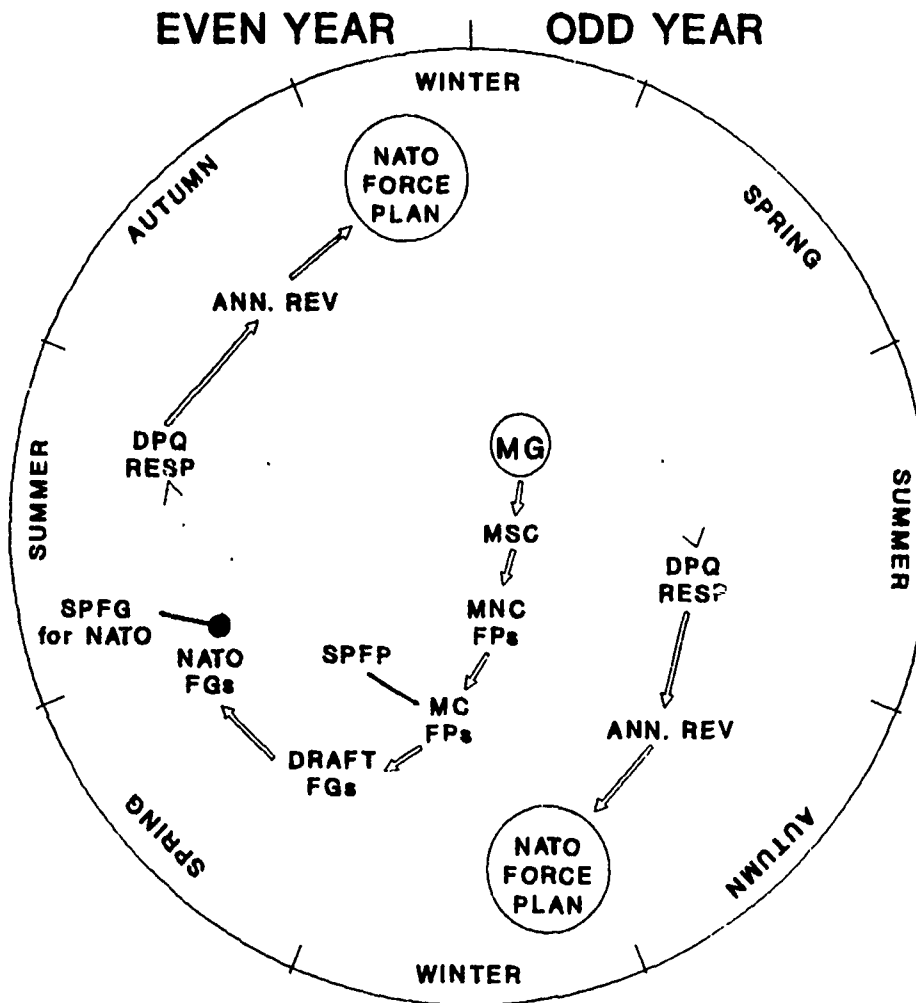 EVEN YEAR
ODD YEAR
WINTER
AUTUMN
SPRING
NATO
FORCE
PLAN
ANN. REV
DPQ
RESP
MG
SUMMER
SUMMER
MSC
DPQ
RESP
SPFG
for NATO
MNC
FPs
NATO
FGs
SPFP
MC
FPs
ANN. REV
DRAFT
FGs
SPRING
AUTUMN
NATO
FORCE
PLAN
WINTER